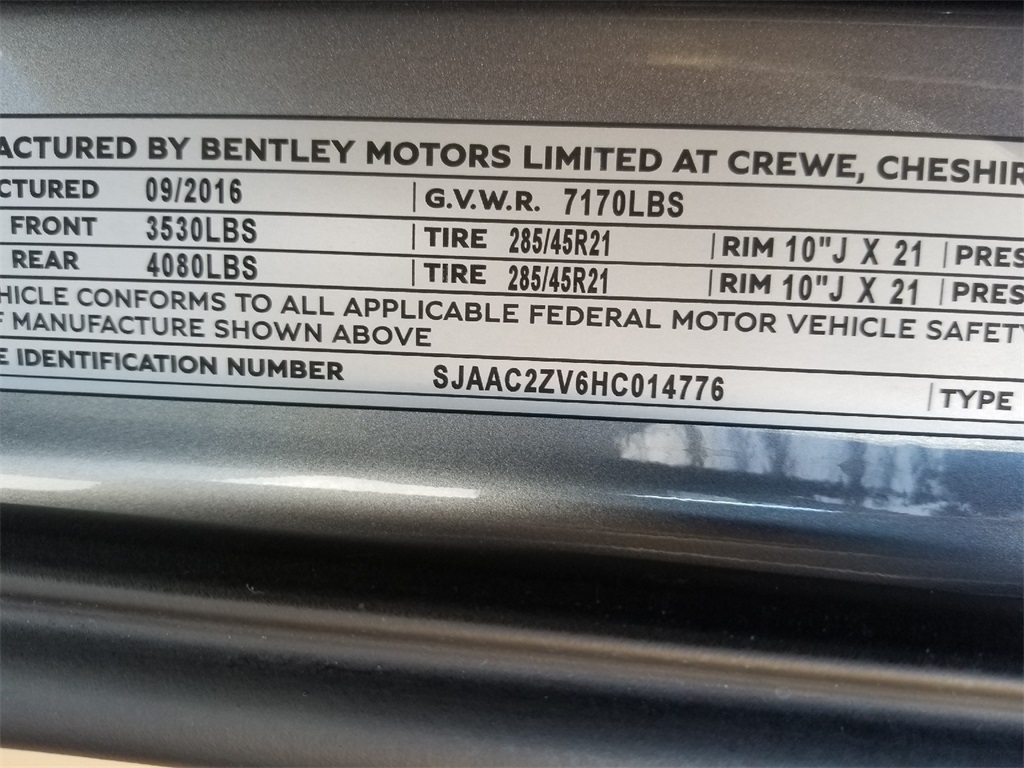 ACTURED BY BENTLEY MOTORS LIMITED AT CREWE, CHESHIR
CTURED 09/2016 G.V.W.R. 7170LBS
FRONT 3530LBS TIRE 285/45R21 RIM 10"J X 21 PRES
REAR 4080LBS TIRE 285/45R21 RIM 10"J X 21 PRES
HICLE CONFORMS TO ALL APPLICABLE FEDERAL MOTOR VEHICLE SAFETY
F MANUFACTURE SHOWN ABOVE
E IDENTIFICATION NUMBER SJAAC2ZV6HC014776 TYPE